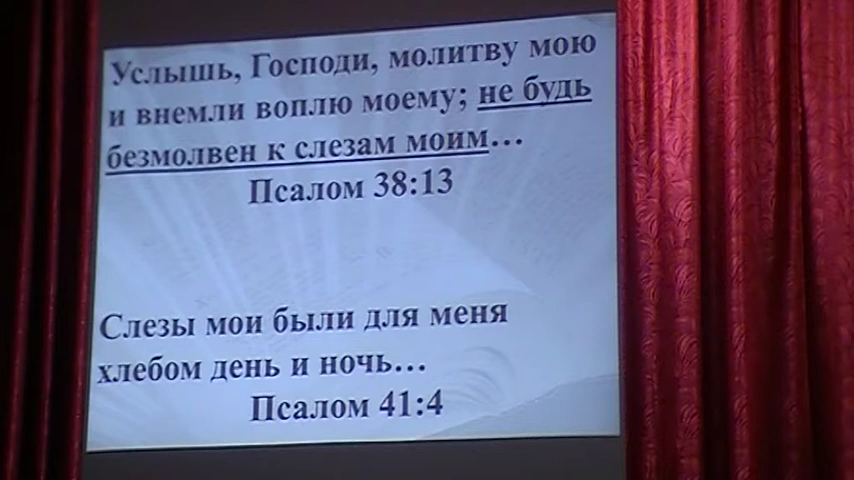 Услышь, Господи, молитву мою
и внемли воплю моему; не будь
безмолвен к слезам моим...
Псалом 38:13
Слезы мои были для меня
хлебом день и ночь...
Псалом 41:4